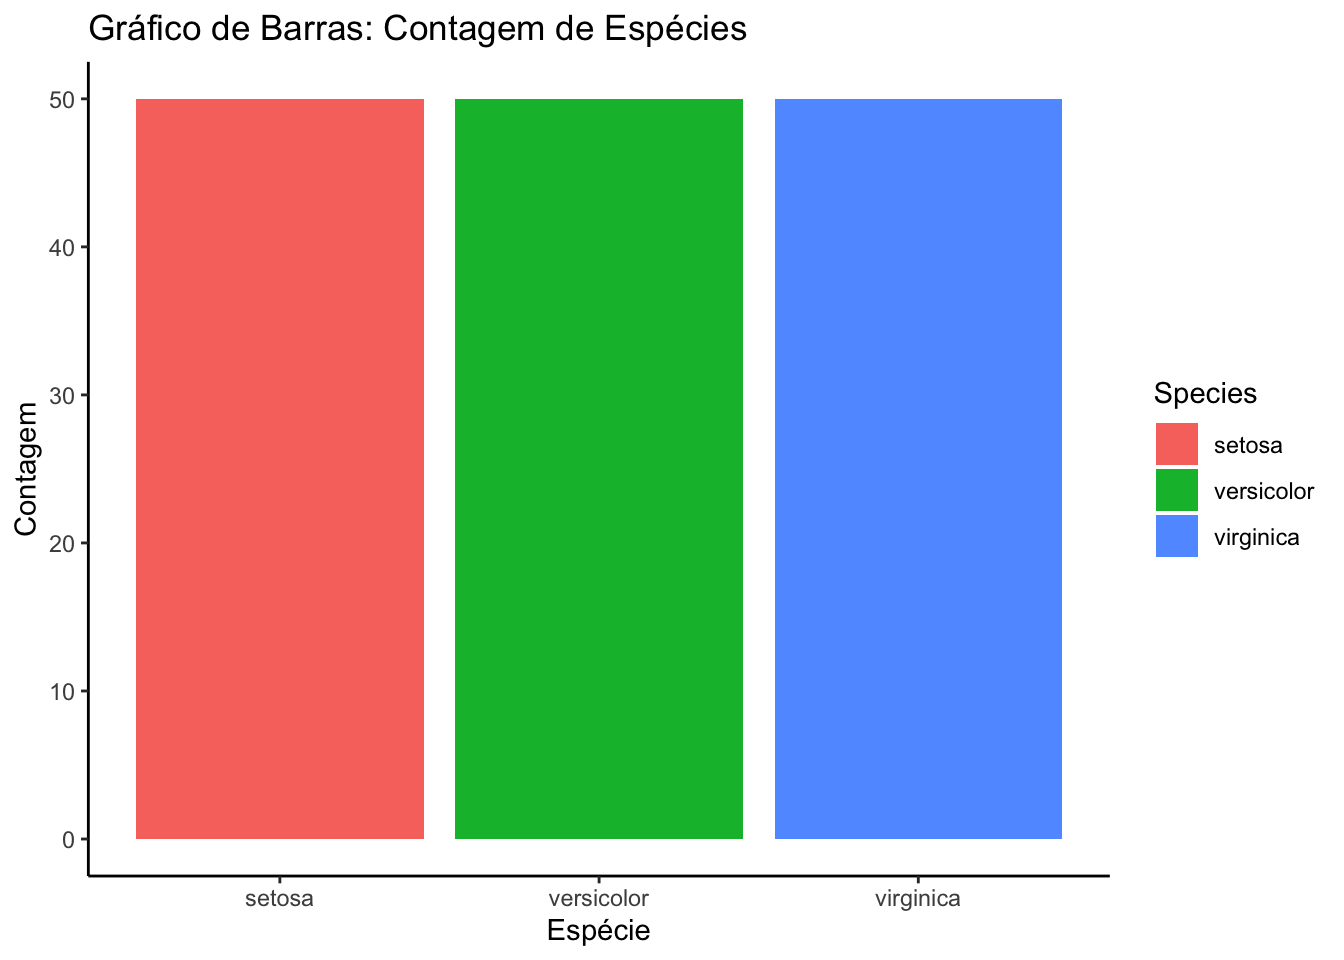 Gráfico de Barras: Contagem de Espécies
50
40
30
20
10
0
Contagem
setosa
versicolor
virginica
Espécie
Species
setosa
versicolor
virginica